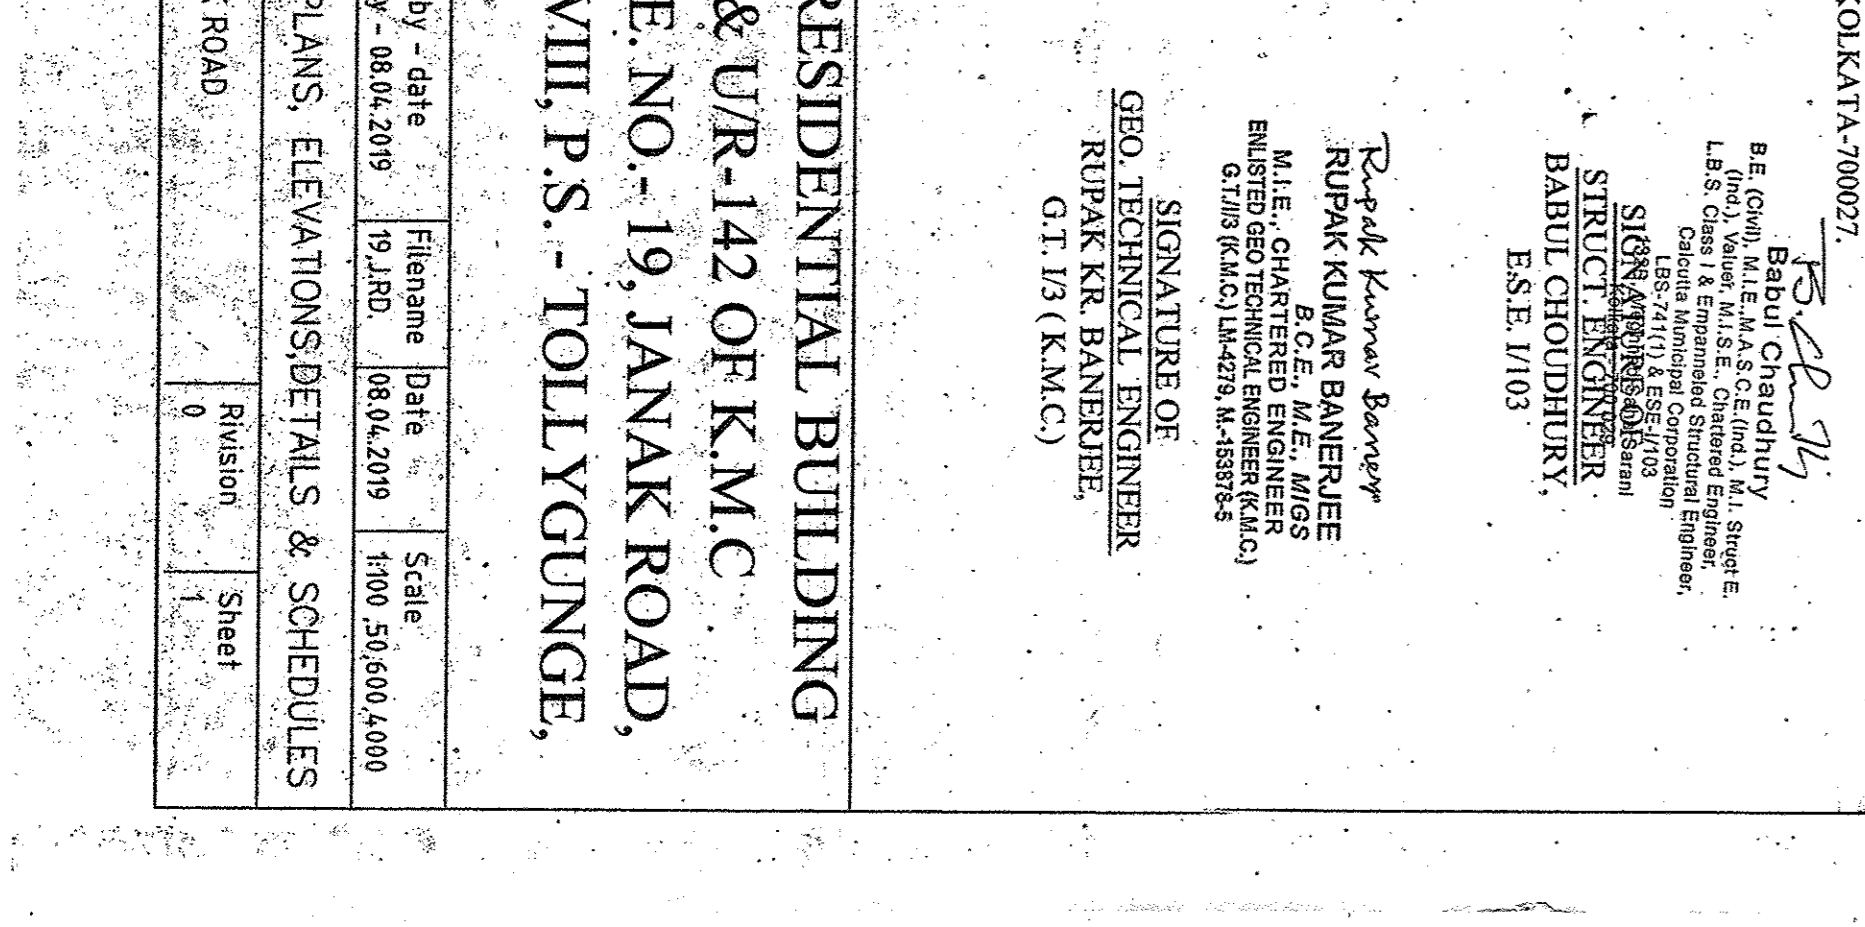 KOLKATA-700027.
Babul Chaudhury
B.E. (Civil), M.I.E.,M.A.S.C.E. (Ind.), M.I. Struct E.
(Ind.), Valuer, M.I.S.E., Chartered Engineer,
L.B.S. Class I & Empanneled Structural Engineer,
Calcutta Municipal Corporation
LBS-741(1) & ESE-I/103
Sarani
SIGNATURE OF
STRUCT. ENGINEER
BABUL CHOUDHURY,
E.S.E. I/103
Rupak Kumar Banerjee
RUPAK KUMAR BANERJEE
B.C.E., M.E., MIGS
M.I.E., CHARTERED ENGINEER
ENLISTED GEO TECHNICAL ENGINEER (K.M.C.)
G.T./I/3 (K.M.C.) LM-4279, M.-153878-5
SIGNATURE OF
GEO. TECHNICAL ENGINEER
RUPAK KR. BANERJEE,
G.T. I/3 ( K.M.C.)
RESIDENTIAL BUILDING
& U/R-142 OF K.M.C
E. NO.- 19, JANAK ROAD,
VIII, P.S. - TOLLYGUNGE,
by - date Filename Date Scale
y - 08.04.2019 19,J.RD. 08.04.2019 1:100 ,50,600,4000
PLANS, ELEVATIONS,DETAILS & SCHEDULES
Rivision Sheet
ROAD 0 1